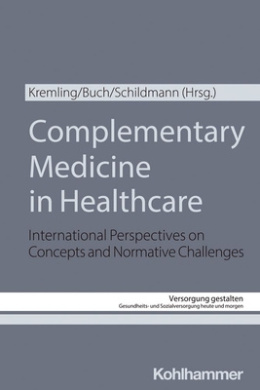 Kremling/Buch/Schildmann (Hrsg.)
Complementary
Medicine
in Healthcare
International Perspectives on
Concepts and Normative Challenges
Versorgung gestalten
Gesundheits- und Sozialversorgung heute und morgen
Kohlhammer